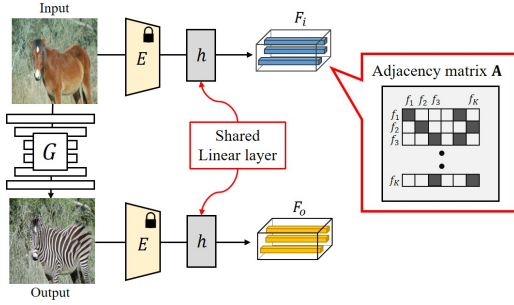 Input
E
h
F_i
Adjacency matrix A
f_1 f_2 f_3 f_K
f_1
f_2
f_3
f_K
G
Shared
Linear layer
E
h
F_o
Output